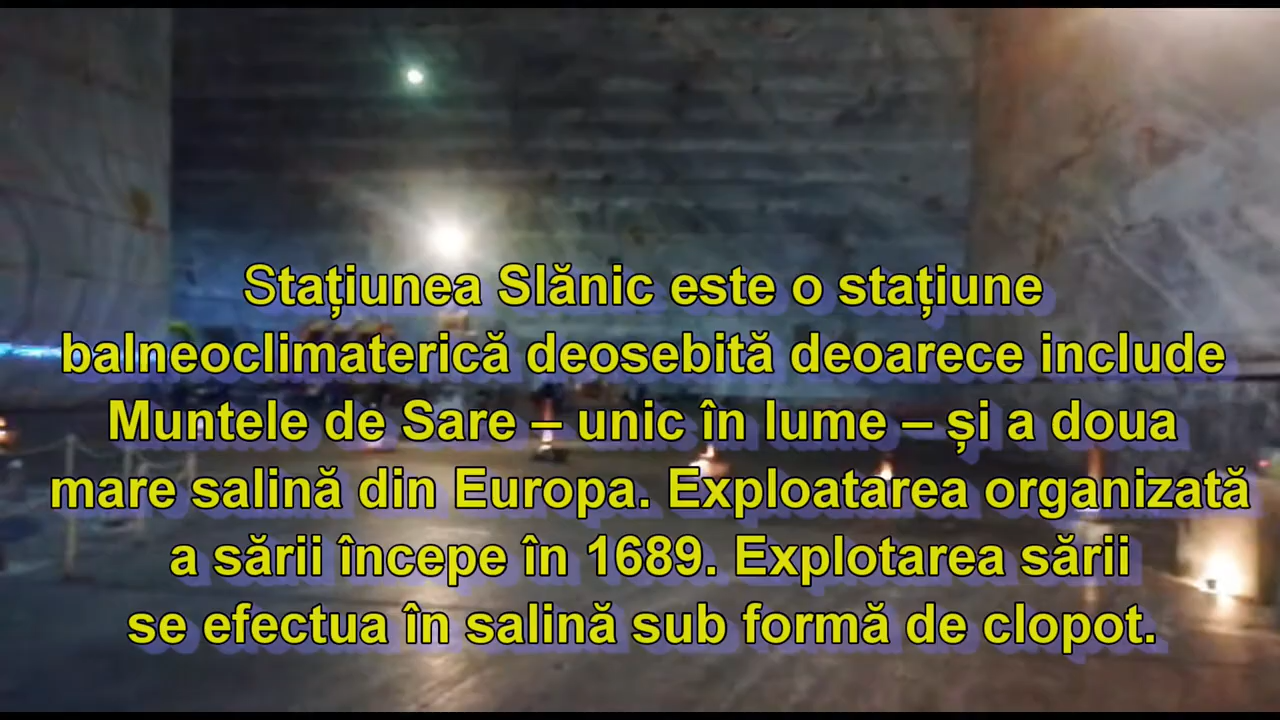 Stațiunea Slănic este o stațiune
balneoclimaterică deosebită deoarece include
Muntele de Sare – unic în lume – și a doua
mare salină din Europa. Exploatarea organizată
a sării începe în 1689. Explotarea sării
se efectua în salină sub formă de clopot.